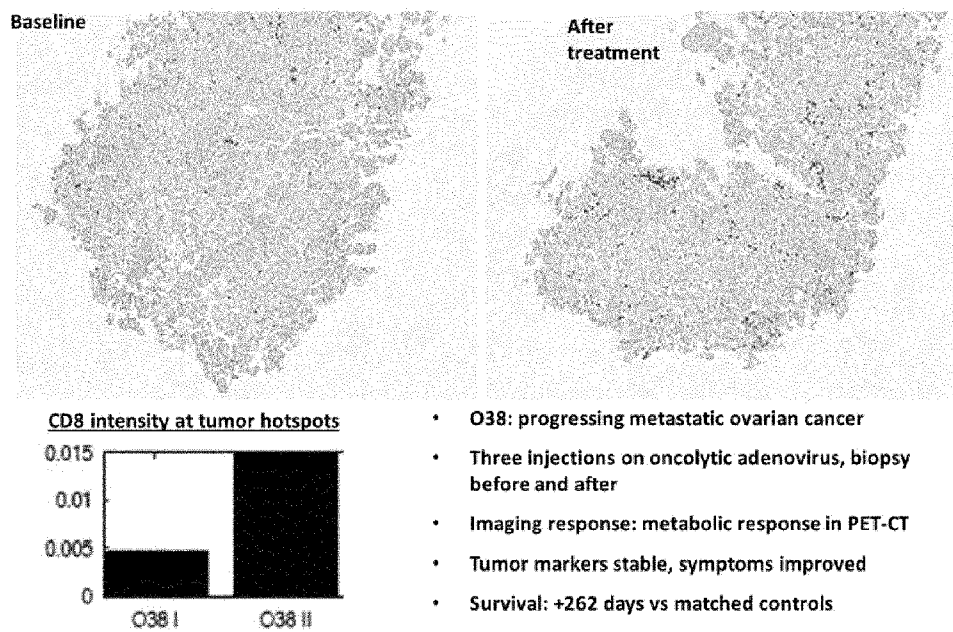 Baseline
After
treatment
CD8 intensity at tumor hotspots
0.015
0.01
0.005
0
O38 I
O38 II
• O38: progressing metastatic ovarian cancer
• Three injections on oncolytic adenovirus, biopsy
before and after
• Imaging response: metabolic response in PET-CT
• Tumor markers stable, symptoms improved
• Survival: +262 days vs matched controls